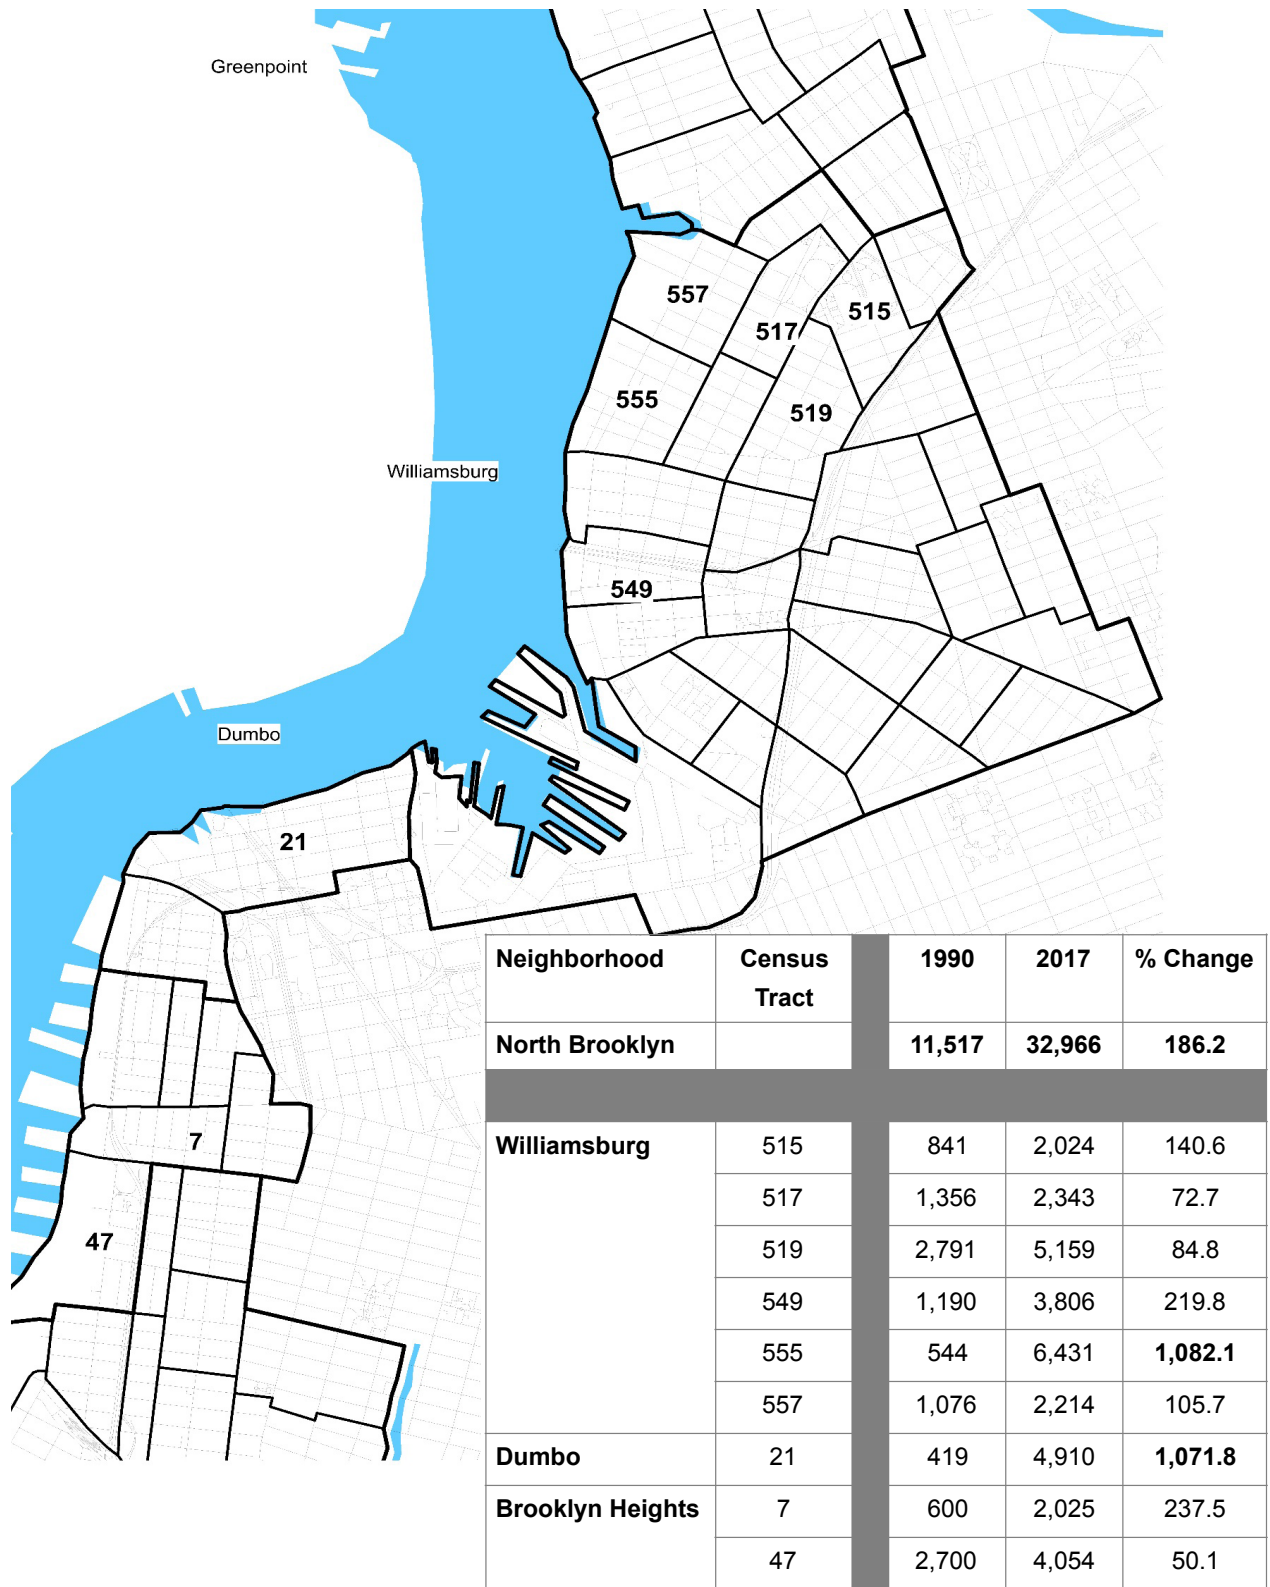 Greenpoint
557
517
515
555
519
Williamsburg
549
Dumbo
21
7
47
Neighborhood Census Tract 1990 2017 % Change
North Brooklyn 11,517 32,966 186.2
Williamsburg 515 841 2,024 140.6
517 1,356 2,343 72.7
519 2,791 5,159 84.8
549 1,190 3,806 219.8
555 544 6,431 1,082.1
557 1,076 2,214 105.7
Dumbo 21 419 4,910 1,071.8
Brooklyn Heights 7 600 2,025 237.5
47 2,700 4,054 50.1